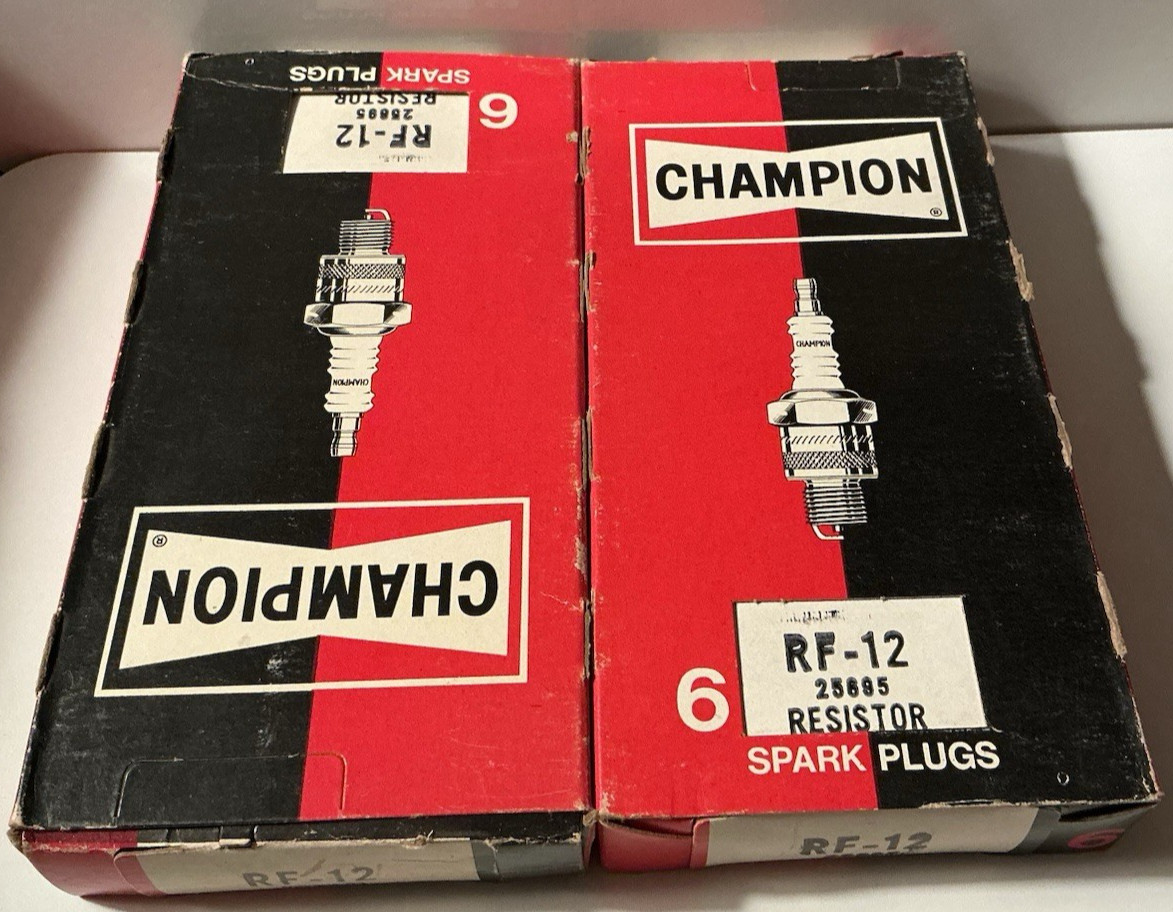 SPARK PLUGS
6
RESISTOR
25695
RF-12
CHAMPION
CHAMPION ®
RF-12
CHAMPION ®
CHAMPION
RF-12
25695
RESISTOR
6
SPARK PLUGS
RF-12
6